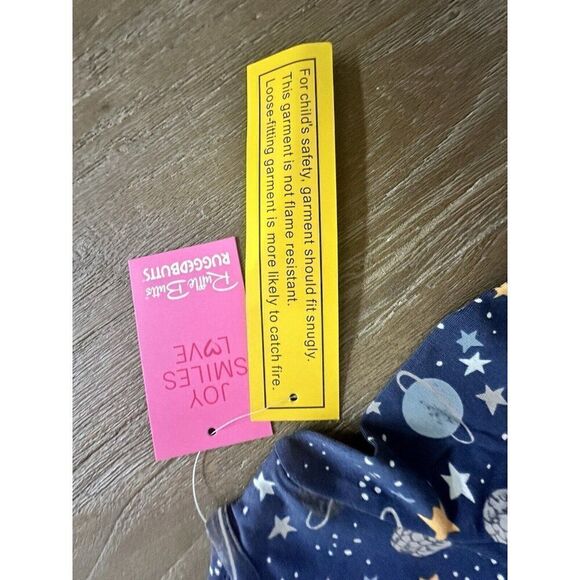 For child's safety, garment should fit snugly.
This garment is not flame resistant.
Loose-fitting garment is more likely to catch fire.
Ruffle Butts
RUGGEDBUTTS
JOY
SMILES
LOVE